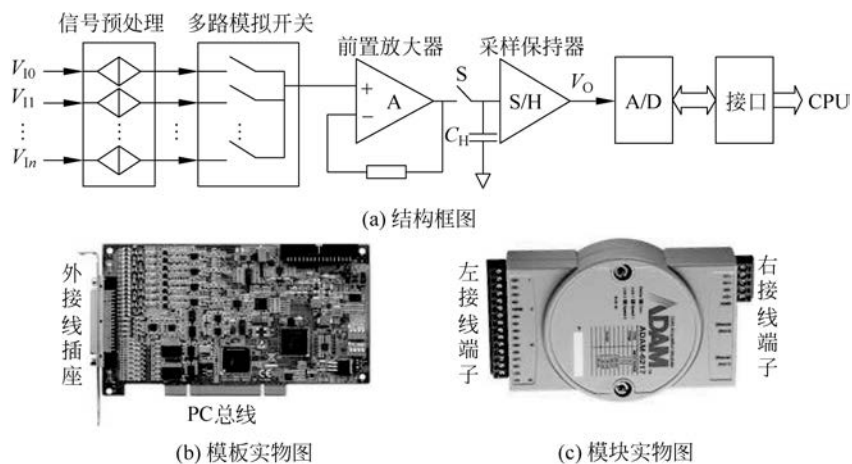 信号预处理 多路模拟开关
前置放大器 采样保持器
V_I0
V_I1
⋮ ⋮ ⋮ ⋮
V_In
+
−
A
S
C_H
S/H
V_O
A/D
接口
CPU
(a) 结构框图
外接线插座
PC总线
(b) 模板实物图
左接线端子
ADAM
ADAM-6217
右接线端子
(c) 模块实物图